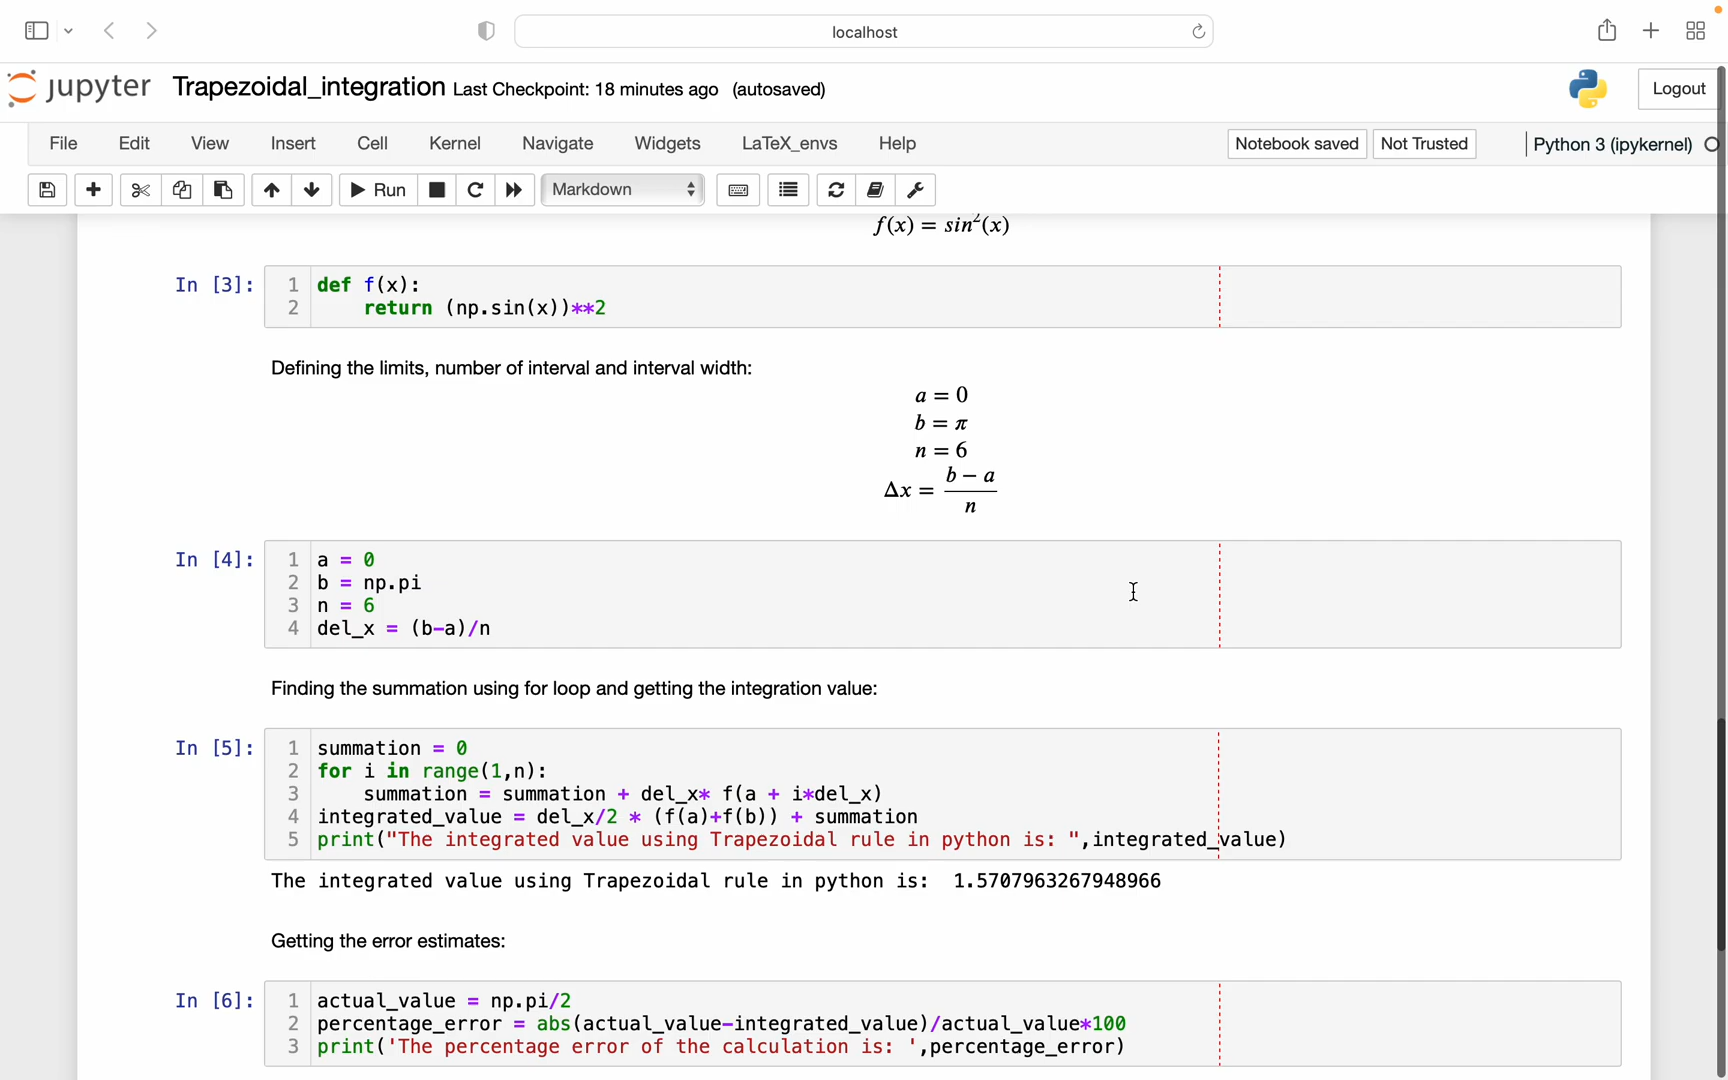 localhost
jupyter Trapezoidal_integration Last Checkpoint: 18 minutes ago (autosaved)
Logout
File Edit View Insert Cell Kernel Navigate Widgets LaTeX_envs Help
Notebook saved Not Trusted Python 3 (ipykernel)
Run Markdown
f(x) = sin²(x)
In [3]:
1 def f(x):
2     return (np.sin(x))**2
Defining the limits, number of interval and interval width:
a = 0
b = π
n = 6
Δx = (b − a)/n
In [4]:
1 a = 0
2 b = np.pi
3 n = 6
4 del_x = (b-a)/n
Finding the summation using for loop and getting the integration value:
In [5]:
1 summation = 0
2 for i in range(1,n):
3     summation = summation + del_x* f(a + i*del_x)
4 integrated_value = del_x/2 * (f(a)+f(b)) + summation
5 print("The integrated value using Trapezoidal rule in python is: ",integrated_value)
The integrated value using Trapezoidal rule in python is:  1.5707963267948966
Getting the error estimates:
In [6]:
1 actual_value = np.pi/2
2 percentage_error = abs(actual_value-integrated_value)/actual_value*100
3 print('The percentage error of the calculation is: ',percentage_error)